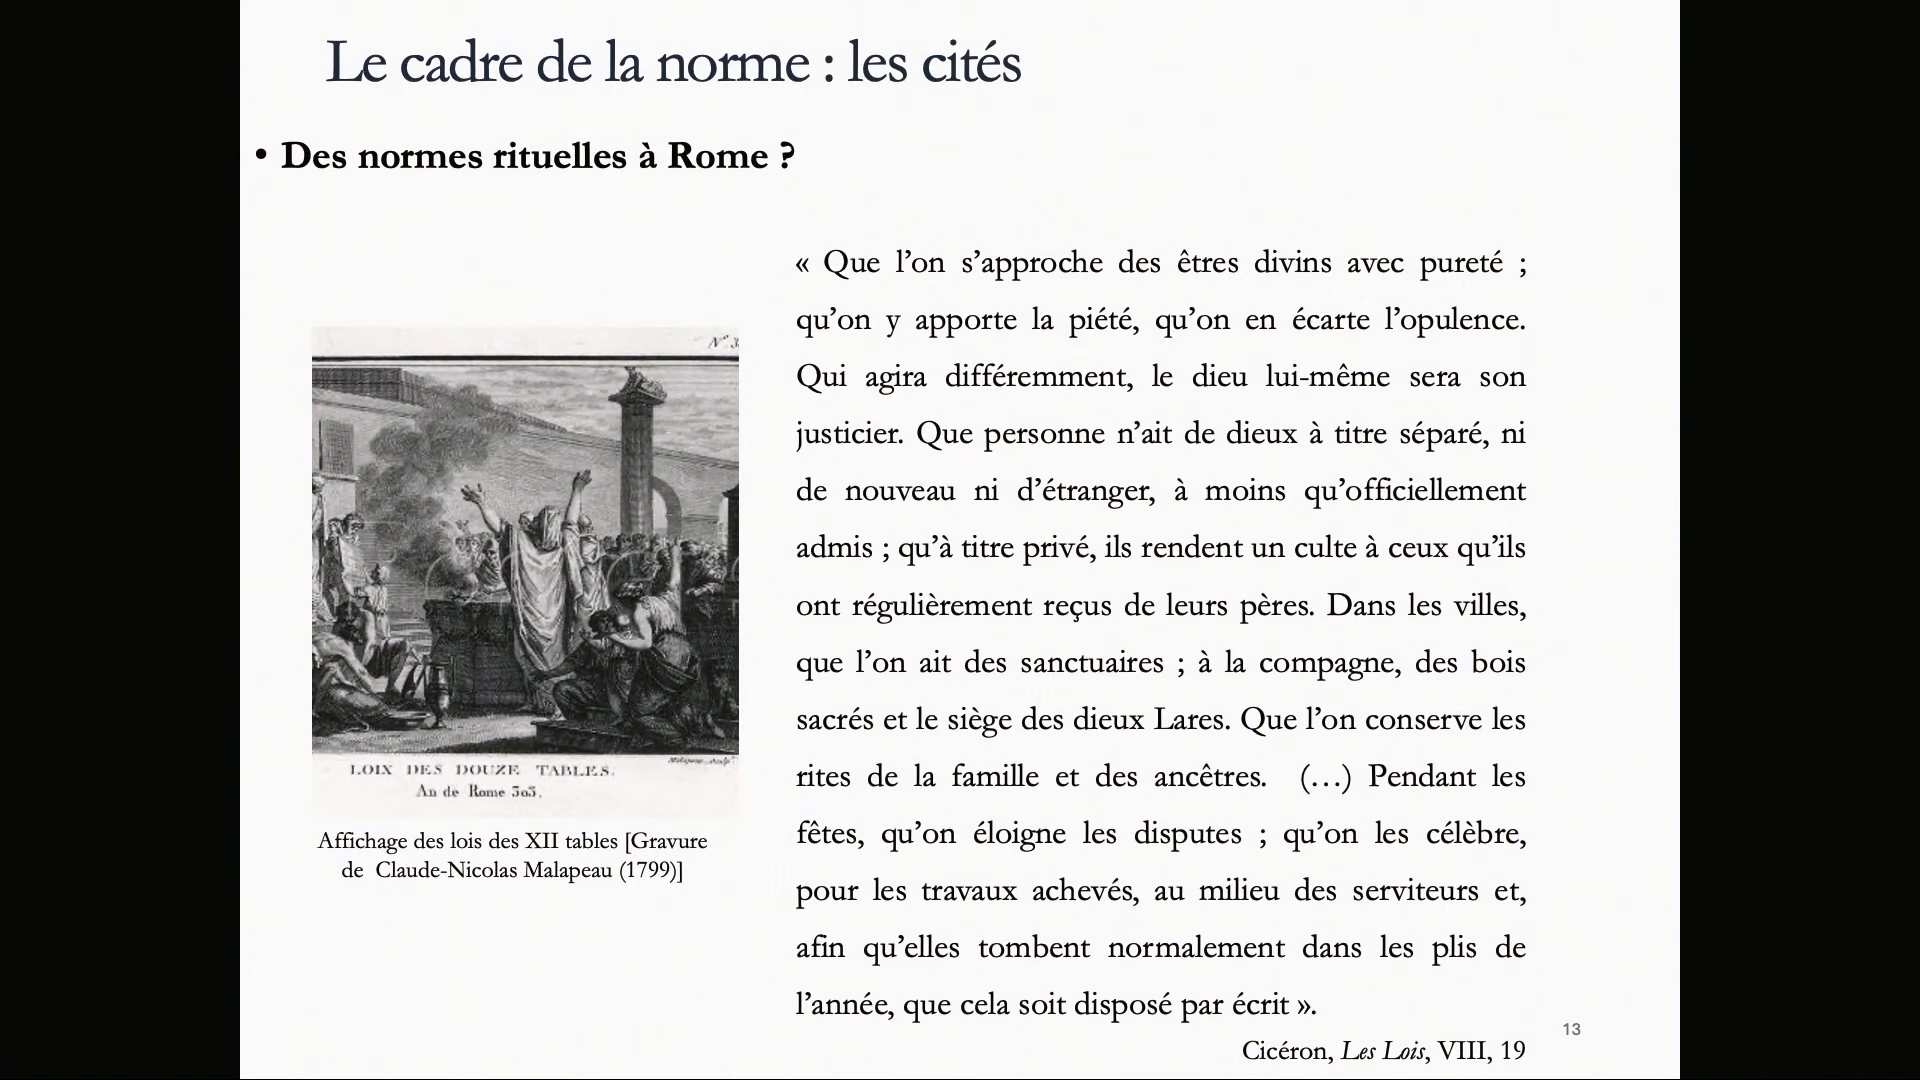 Le cadre de la norme : les cités
• Des normes rituelles à Rome ?
N° 3
LOIX DES DOUZE TABLES.
An de Rome 303.
Affichage des lois des XII tables [Gravure
de Claude-Nicolas Malapeau (1799)]
« Que l’on s’approche des êtres divins avec pureté ;
qu’on y apporte la piété, qu’on en écarte l’opulence.
Qui agira différemment, le dieu lui-même sera son
justicier. Que personne n’ait de dieux à titre séparé, ni
de nouveau ni d’étranger, à moins qu’officiellement
admis ; qu’à titre privé, ils rendent un culte à ceux qu’ils
ont régulièrement reçus de leurs pères. Dans les villes,
que l’on ait des sanctuaires ; à la compagne, des bois
sacrés et le siège des dieux Lares. Que l’on conserve les
rites de la famille et des ancêtres. (…) Pendant les
fêtes, qu’on éloigne les disputes ; qu’on les célèbre,
pour les travaux achevés, au milieu des serviteurs et,
afin qu’elles tombent normalement dans les plis de
l’année, que cela soit disposé par écrit ».
Cicéron, Les Lois, VIII, 19
13